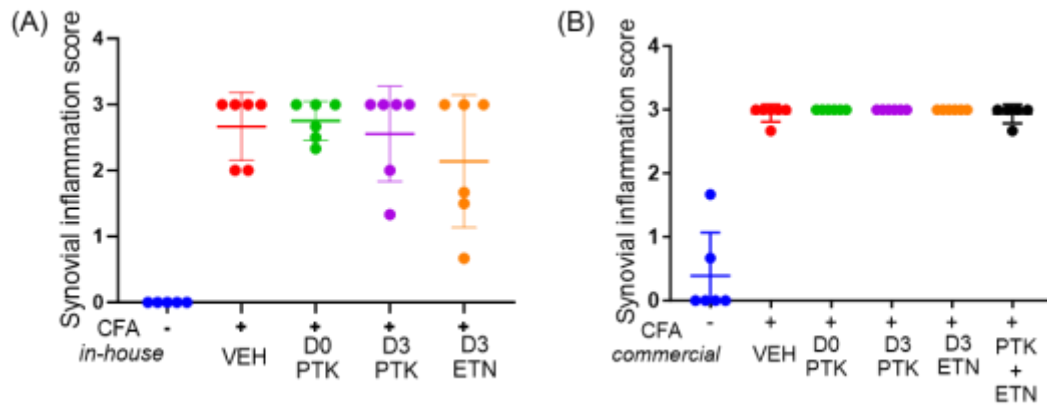 (A)
Synovial inflammation score
4
3
2
1
0
CFA - + + + +
in-house VEH D0 PTK D3 PTK D3 ETN
(B)
Synovial inflammation score
4
3
2
1
0
CFA - + + + + +
commercial VEH D0 PTK D3 PTK D3 ETN PTK + ETN